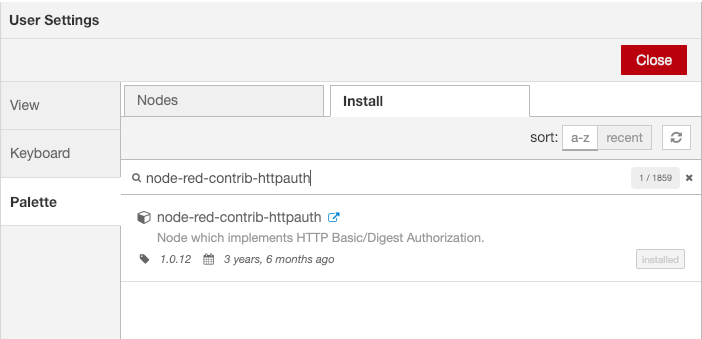 User Settings
Close
View
Keyboard
Palette
Nodes
Install
sort: a-z recent
node-red-contrib-httpauth
1 / 1859
node-red-contrib-httpauth
Node which implements HTTP Basic/Digest Authorization.
1.0.12 3 years, 6 months ago
installed